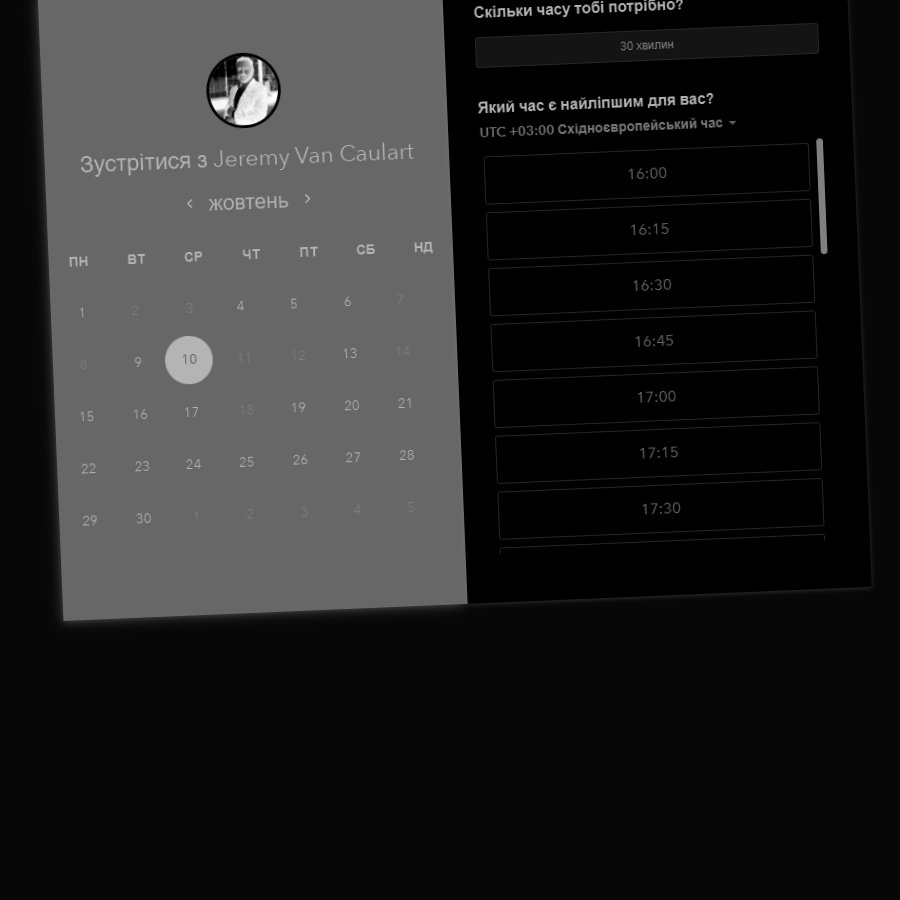 Зустрітися з Jeremy Van Caulart
жовтень
ПН ВТ СР ЧТ ПТ СБ НД
1 2 3 4 5 6 7
8 9 10 11 12 13 14
15 16 17 18 19 20 21
22 23 24 25 26 27 28
29 30 1 2 3 4 5
Скільки часу тобі потрібно?
30 хвилин
Який час є найліпшим для вас?
UTC +03:00 Східноєвропейський час
16:00
16:15
16:30
16:45
17:00
17:15
17:30